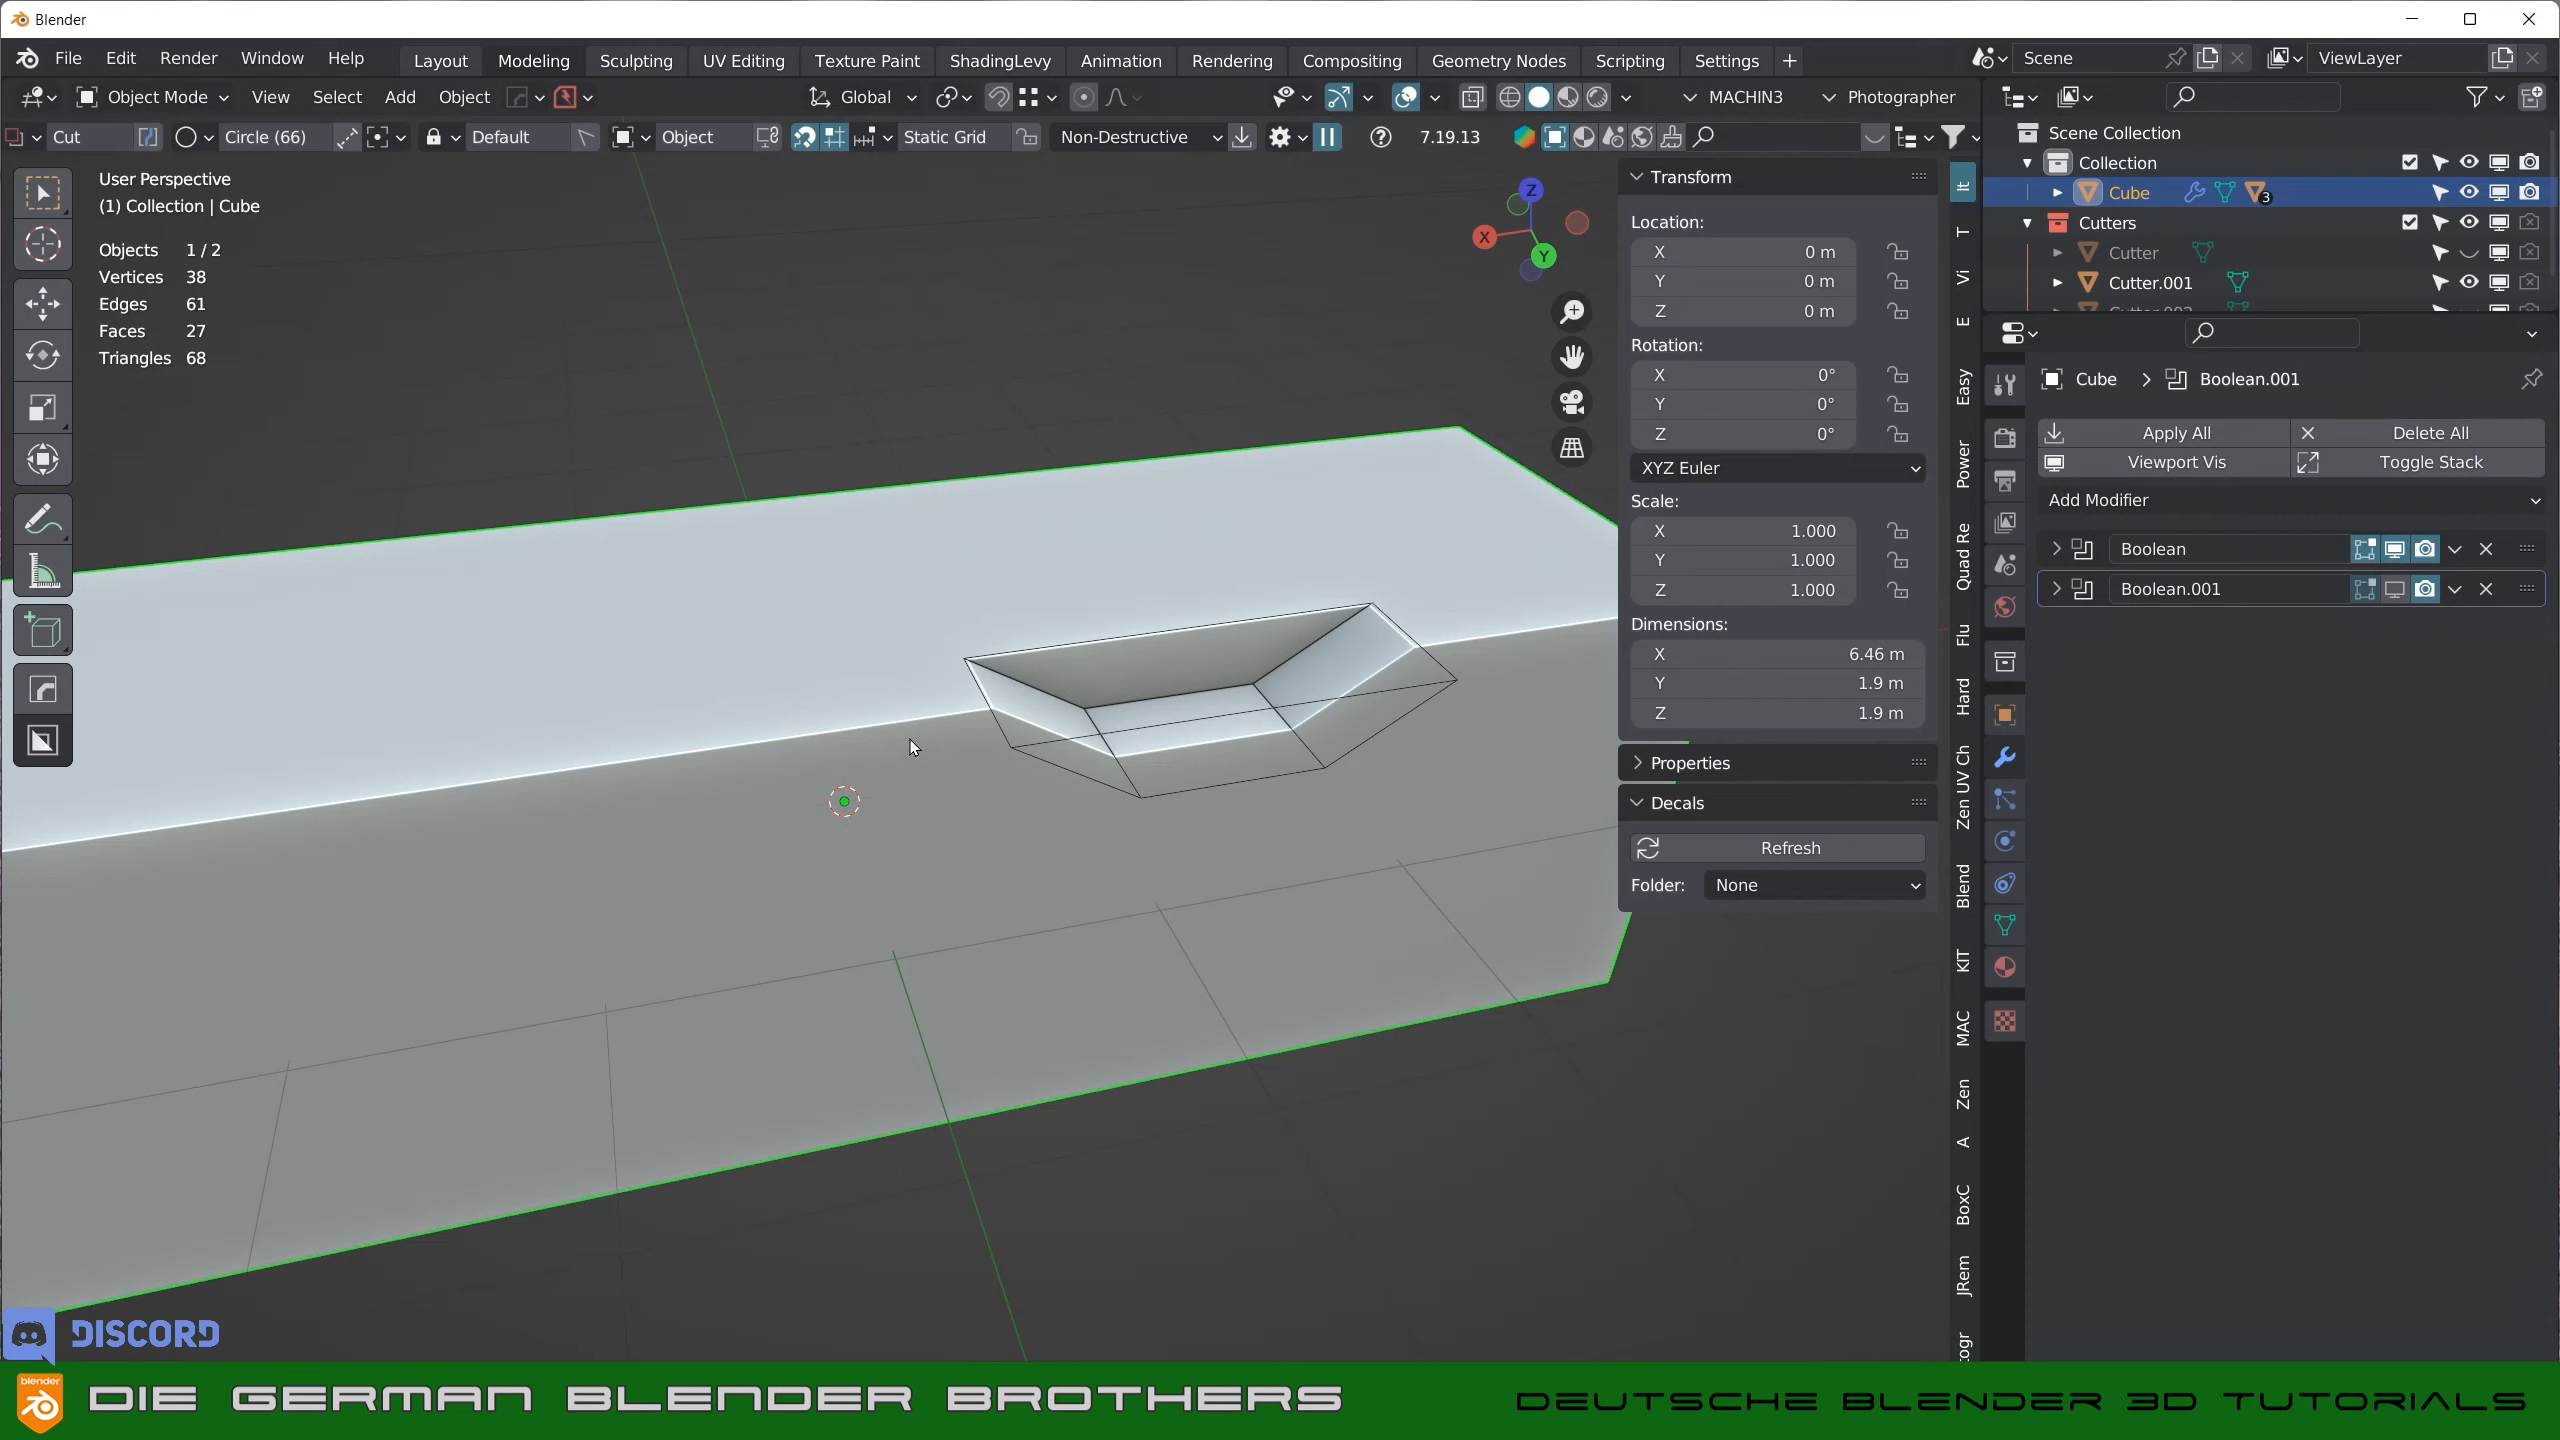 Blender
File Edit Render Window Help Layout Modeling Sculpting UV Editing Texture Paint ShadingLevy Animation Rendering Compositing Geometry Nodes Scripting Settings + Scene ViewLayer
Object Mode View Select Add Object Global MACHIN3 Photographer
Cut Circle (66) Default Object Static Grid Non-Destructive 7.19.13
User Perspective
(1) Collection | Cube
Objects 1 / 2
Vertices 38
Edges 61
Faces 27
Triangles 68
Z
X
Y
Transform
Location:
X 0 m
Y 0 m
Z 0 m
Rotation:
X 0°
Y 0°
Z 0°
XYZ Euler
Scale:
X 1.000
Y 1.000
Z 1.000
Dimensions:
X 6.46 m
Y 1.9 m
Z 1.9 m
Properties
Decals
Refresh
Folder: None
It
T
Vi
E
Easy
Power
Quad Re
Flu
Hard
Zen UV Ch
Blend
KIT
MAC
Zen
A
BoxC
JRem
Scene Collection
Collection
Cube 3
Cutters
Cutter
Cutter.001
Cube > Boolean.001
Apply All Delete All
Viewport Vis Toggle Stack
Add Modifier
Boolean
Boolean.001
DISCORD
blender
DIE GERMAN BLENDER BROTHERS
DEUTSCHE BLENDER 3D TUTORIALS